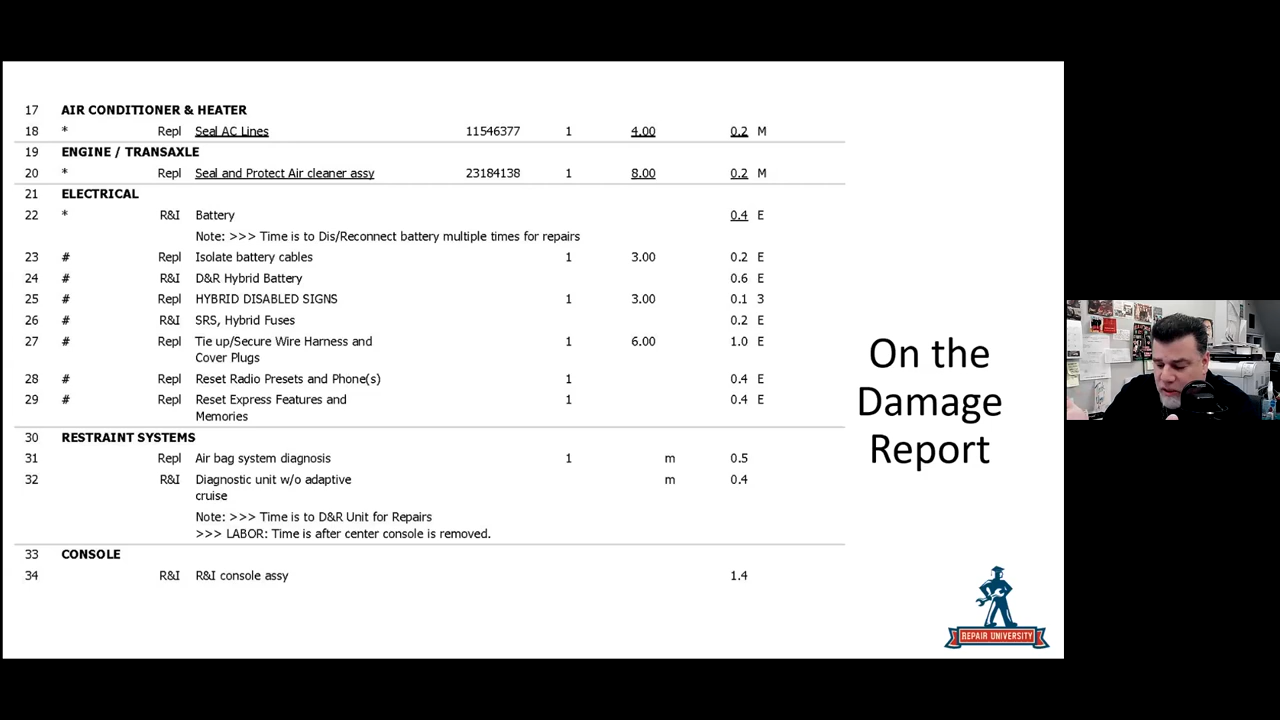 17 AIR CONDITIONER & HEATER
18 * Repl Seal AC Lines 11546377 1 4.00 0.2 M
19 ENGINE / TRANSAXLE
20 * Repl Seal and Protect Air cleaner assy 23184138 1 8.00 0.2 M
21 ELECTRICAL
22 * R&I Battery 0.4 E
Note: >>> Time is to Dis/Reconnect battery multiple times for repairs
23 # Repl Isolate battery cables 1 3.00 0.2 E
24 # R&I D&R Hybrid Battery 0.6 E
25 # Repl HYBRID DISABLED SIGNS 1 3.00 0.1 3
26 # R&I SRS, Hybrid Fuses 0.2 E
27 # Repl Tie up/Secure Wire Harness and 1 6.00 1.0 E
Cover Plugs
28 # Repl Reset Radio Presets and Phone(s) 1 0.4 E
29 # Repl Reset Express Features and 1 0.4 E
Memories
30 RESTRAINT SYSTEMS
31 Repl Air bag system diagnosis 1 m 0.5
32 R&I Diagnostic unit w/o adaptive m 0.4
cruise
Note: >>> Time is to D&R Unit for Repairs
>>> LABOR: Time is after center console is removed.
33 CONSOLE
34 R&I R&I console assy 1.4
On the
Damage
Report
REPAIR UNIVERSITY